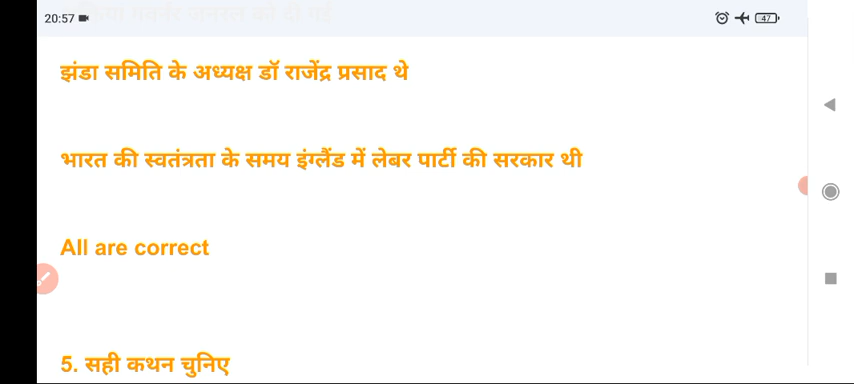 20:57
47
झंडा समिति के अध्यक्ष डॉ राजेंद्र प्रसाद थे
भारत की स्वतंत्रता के समय इंग्लैंड में लेबर पार्टी की सरकार थी
All are correct
5. सही कथन चुनिए